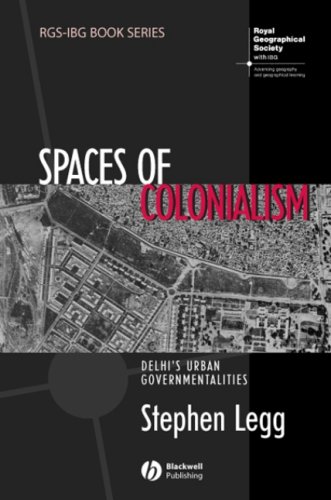 RGS-IBG BOOK SERIES
Royal
Geographical
Society
with IBG
Advancing geography
and geographical learning
SPACES OF
COLONIALISM
DELHI'S URBAN
GOVERNMENTALITIES
Stephen Legg
Blackwell
Publishing